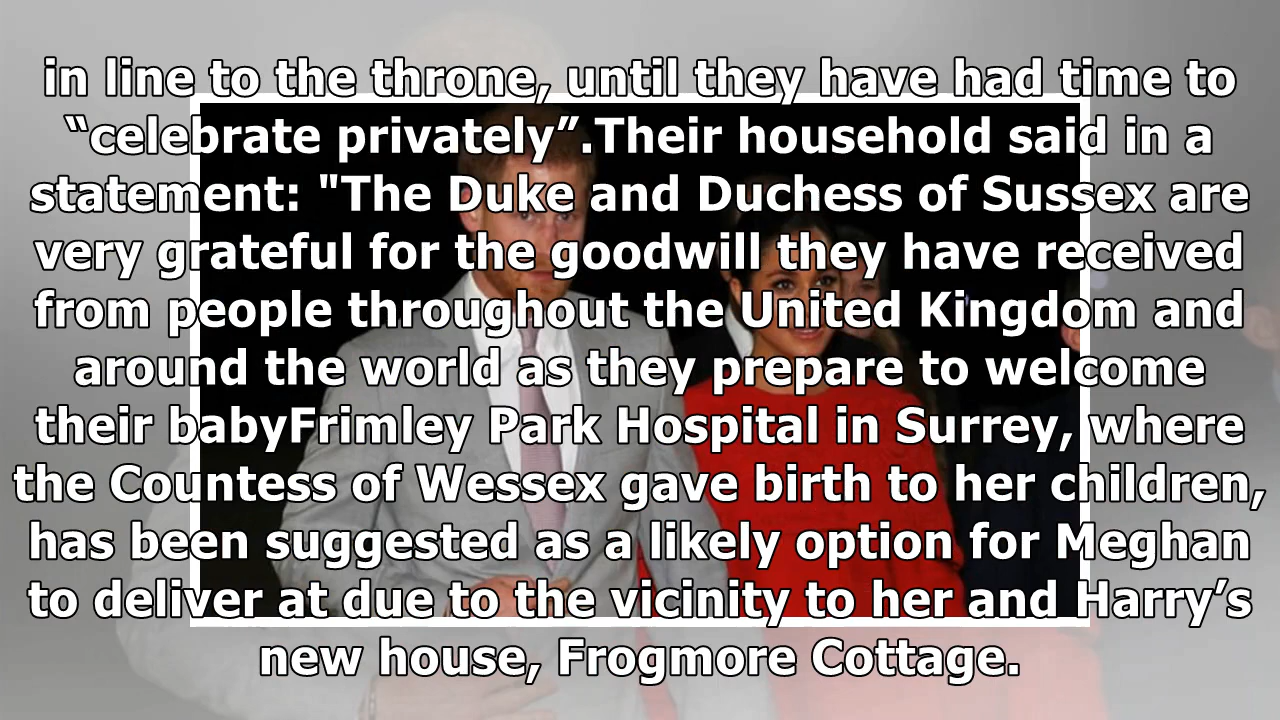 in line to the throne, until they have had time to
“celebrate privately”.Their household said in a
statement: "The Duke and Duchess of Sussex are
very grateful for the goodwill they have received
from people throughout the United Kingdom and
around the world as they prepare to welcome
their babyFrimley Park Hospital in Surrey, where
the Countess of Wessex gave birth to her children,
has been suggested as a likely option for Meghan
to deliver at due to the vicinity to her and Harry’s
new house, Frogmore Cottage.